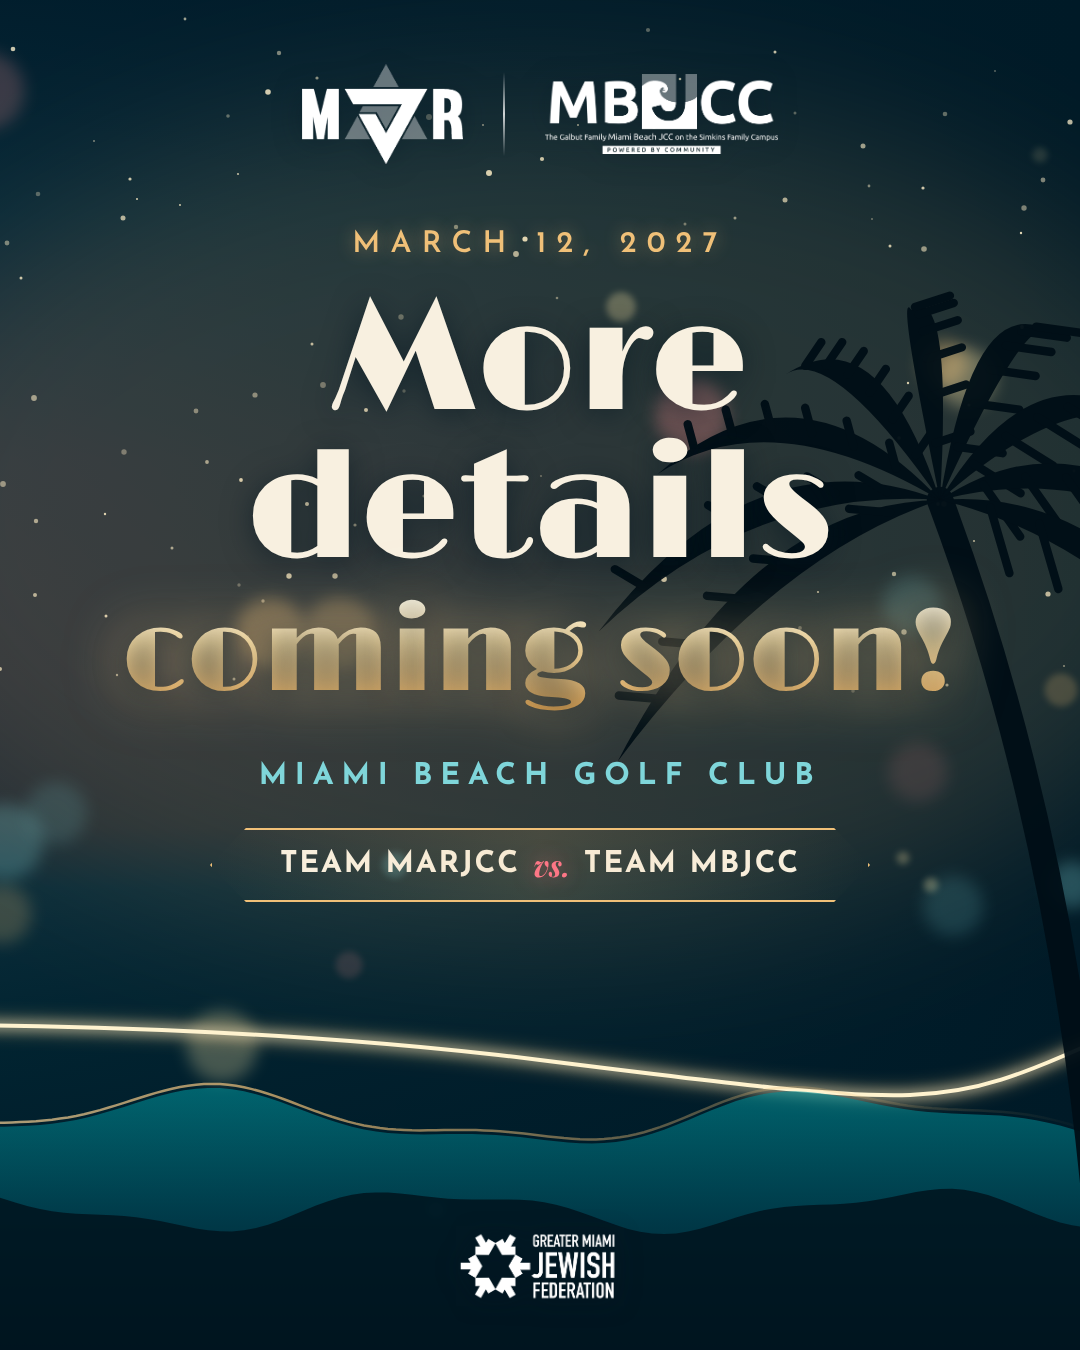 MAR
MBJCC
The Galbut Family Miami Beach JCC on the Simkins Family Campus
POWERED BY COMMUNITY
MARCH 12, 2027
More
details
coming soon!
MIAMI BEACH GOLF CLUB
TEAM MARJCC vs. TEAM MBJCC
GREATER MIAMI
JEWISH
FEDERATION